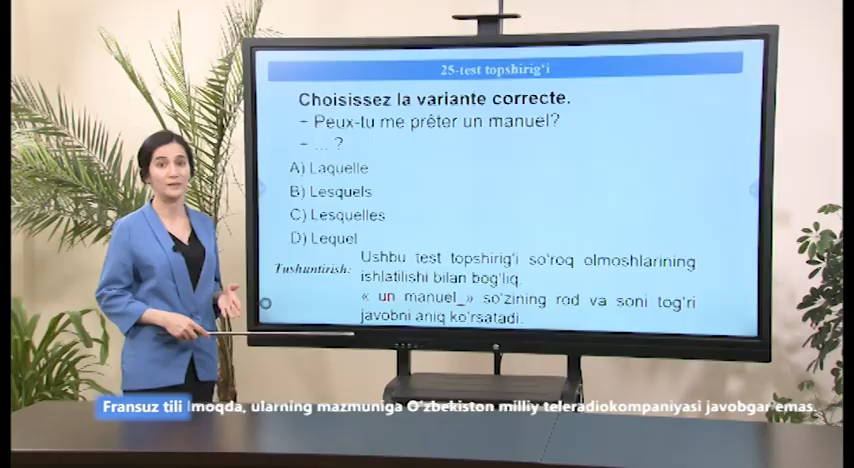 25-test topshirig‘i
Choisissez la variante correcte.
- Peux-tu me prêter un manuel?
- ... ?
A) Laquelle
B) Lesquels
C) Lesquelles
D) Lequel
Tushuntirish:
Ushbu test topshirig‘i so‘roq olmoshlarining
ishlatilishi bilan bog‘liq.
« un manuel_» so‘zining rod va soni tog‘ri
javobni aniq ko‘rsatadi.
Fransuz tili moqda, ularning mazmuniga O‘zbekiston milliy teleradiokompaniyasi javobgar emas.